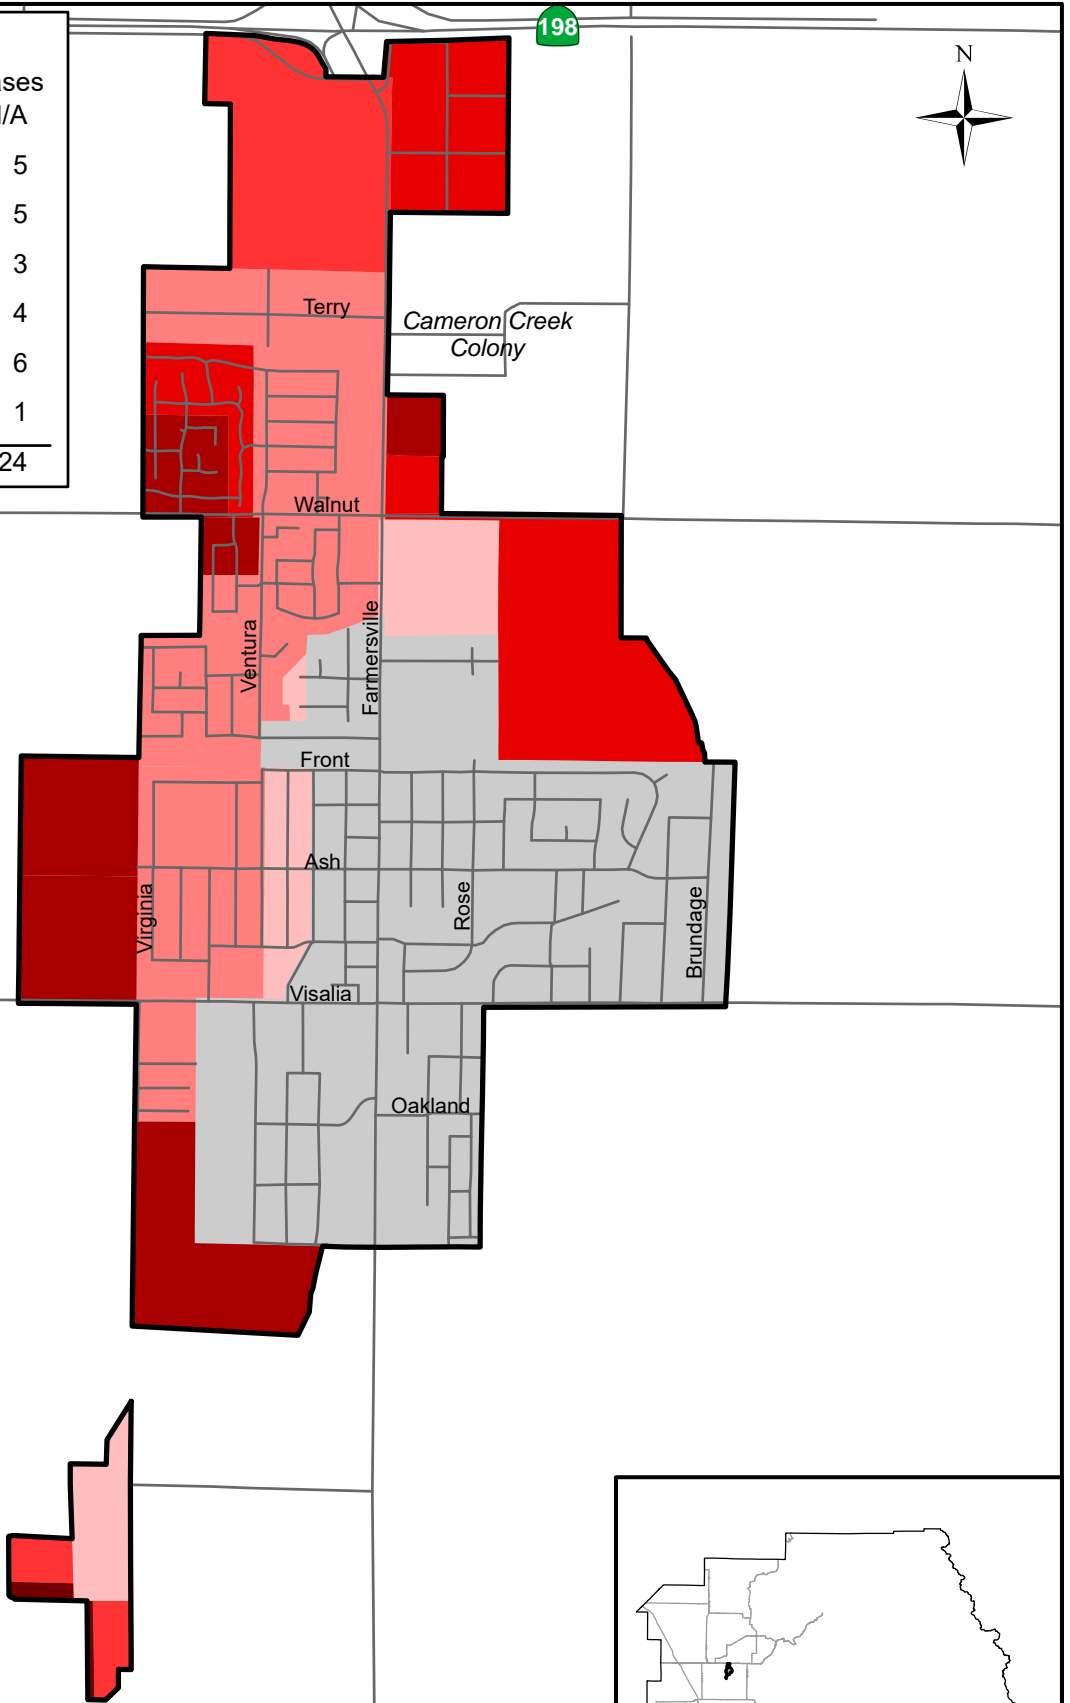 198
N
5
5
3
4
6
1
24
Terry
Cameron Creek
Colony
Walnut
Ventura
Farmersville
Front
Ash
Virginia
Rose
Brundage
Visalia
Oakland